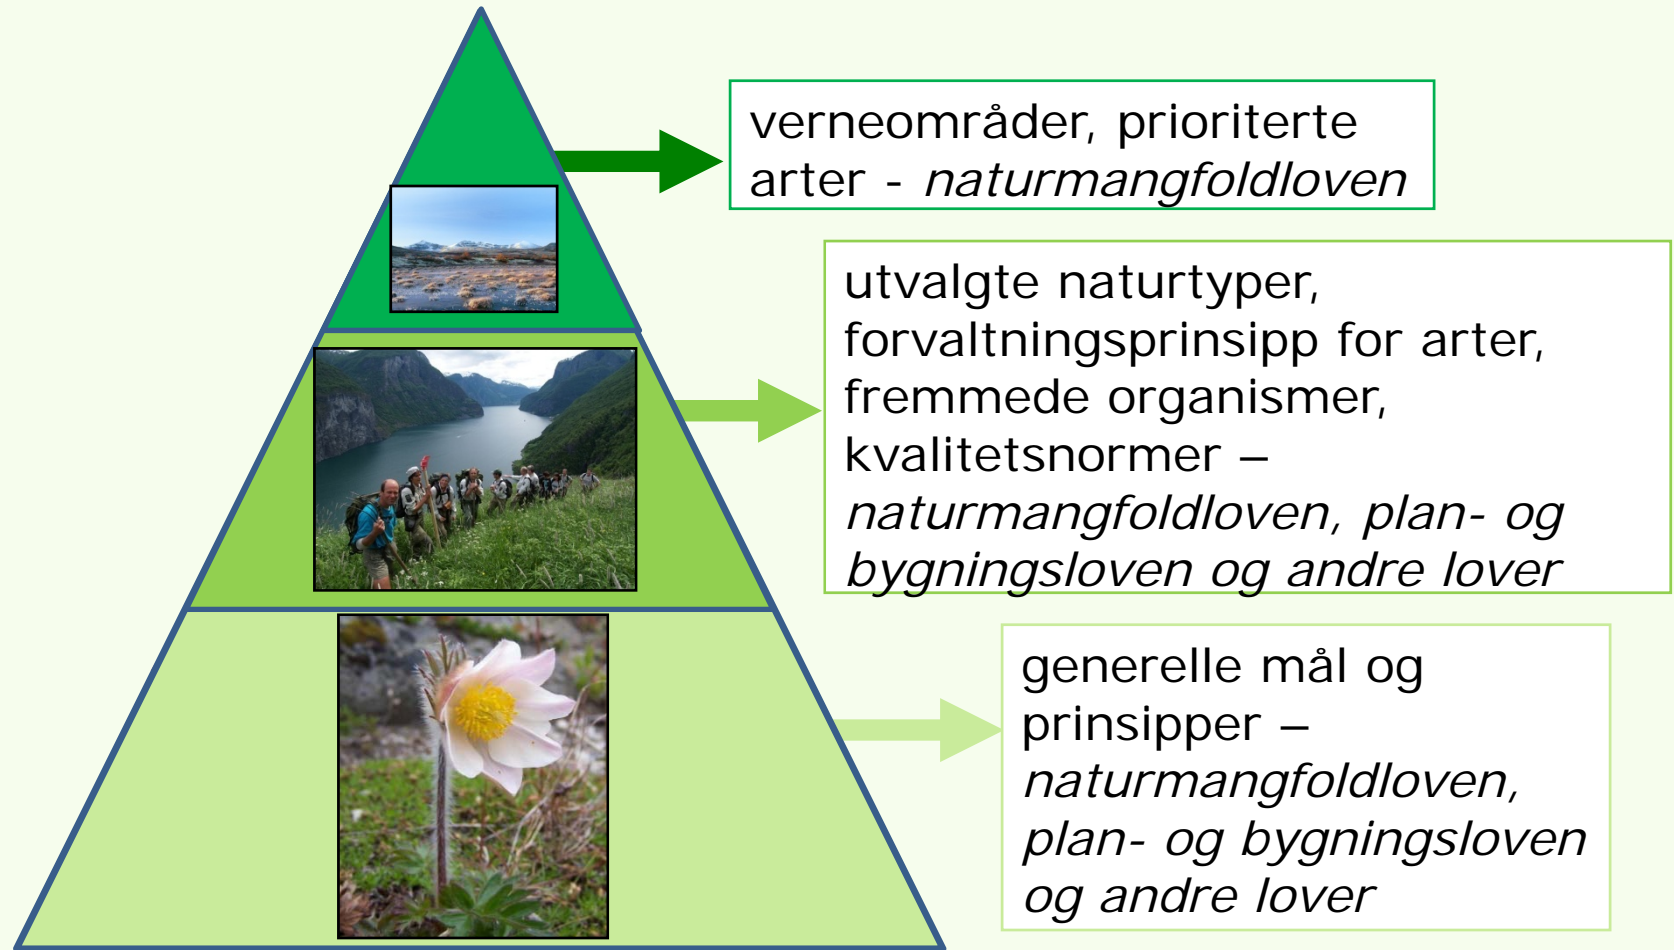 verneområder, prioriterte
arter - naturmangfoldloven
utvalgte naturtyper,
forvaltningsprinsipp for arter,
fremmede organismer,
kvalitetsnormer –
naturmangfoldloven, plan- og
bygningsloven og andre lover
generelle mål og
prinsipper –
naturmangfoldloven,
plan- og bygningsloven
og andre lover